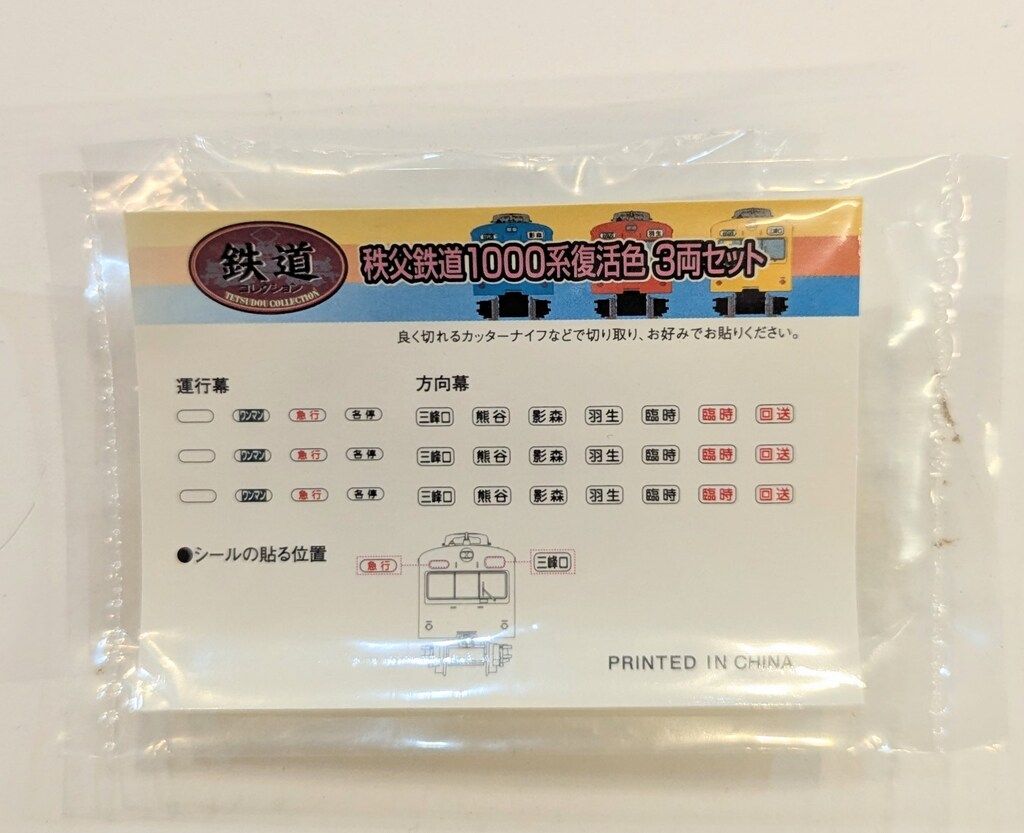 鉄道
コレクション
TETSUDOU COLLECTION
秩父鉄道1000系復活色 3両セット
良く切れるカッターナイフなどで切り取り、お好みでお貼りください。
運行幕
方向幕
ワンマン 急行 各停 三峰口 熊谷 影森 羽生 臨時 臨時 回送
ワンマン 急行 各停 三峰口 熊谷 影森 羽生 臨時 臨時 回送
ワンマン 急行 各停 三峰口 熊谷 影森 羽生 臨時 臨時 回送
●シールの貼る位置
急行
三峰口
PRINTED IN CHINA